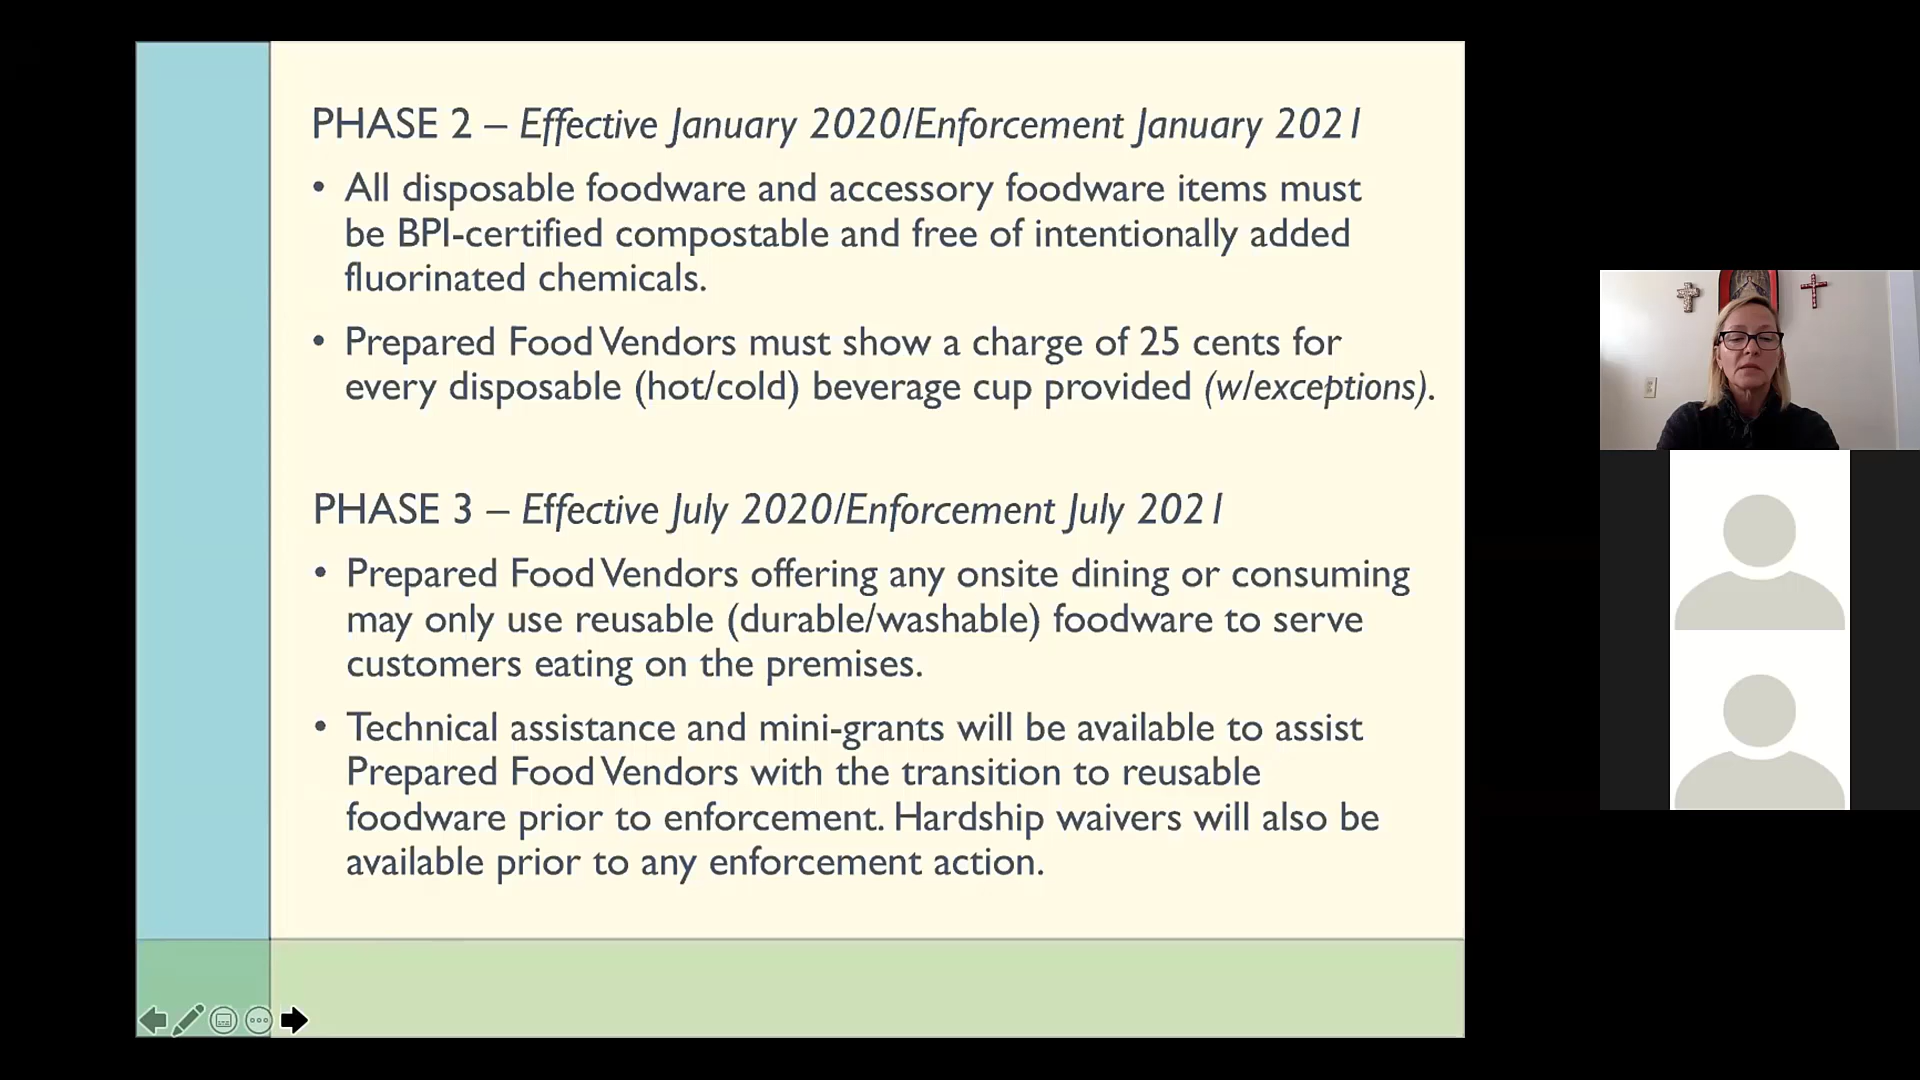 PHASE 2 – Effective January 2020/Enforcement January 2021
• All disposable foodware and accessory foodware items must
be BPI-certified compostable and free of intentionally added
fluorinated chemicals.
• Prepared Food Vendors must show a charge of 25 cents for
every disposable (hot/cold) beverage cup provided (w/exceptions).
PHASE 3 – Effective July 2020/Enforcement July 2021
• Prepared Food Vendors offering any onsite dining or consuming
may only use reusable (durable/washable) foodware to serve
customers eating on the premises.
• Technical assistance and mini-grants will be available to assist
Prepared Food Vendors with the transition to reusable
foodware prior to enforcement. Hardship waivers will also be
available prior to any enforcement action.